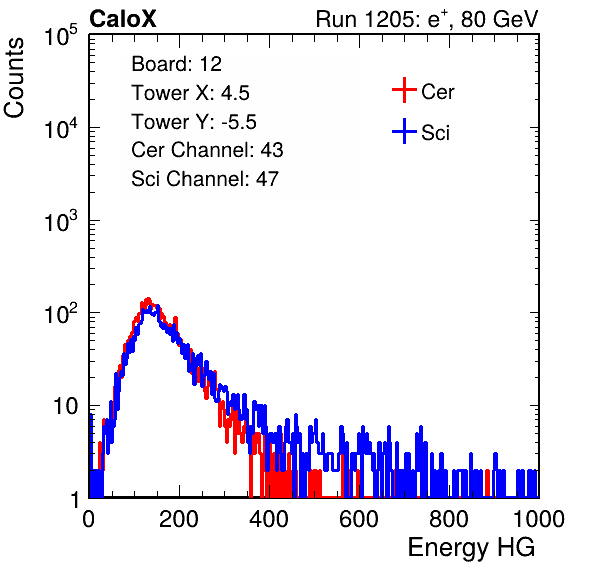 CaloX Run 1205: e⁺, 80 GeV
Counts
10⁵
10⁴
10³
10²
10
1
Board: 12
Tower X: 4.5
Tower Y: -5.5
Cer Channel: 43
Sci Channel: 47
Cer
Sci
0 200 400 600 800 1000
Energy HG